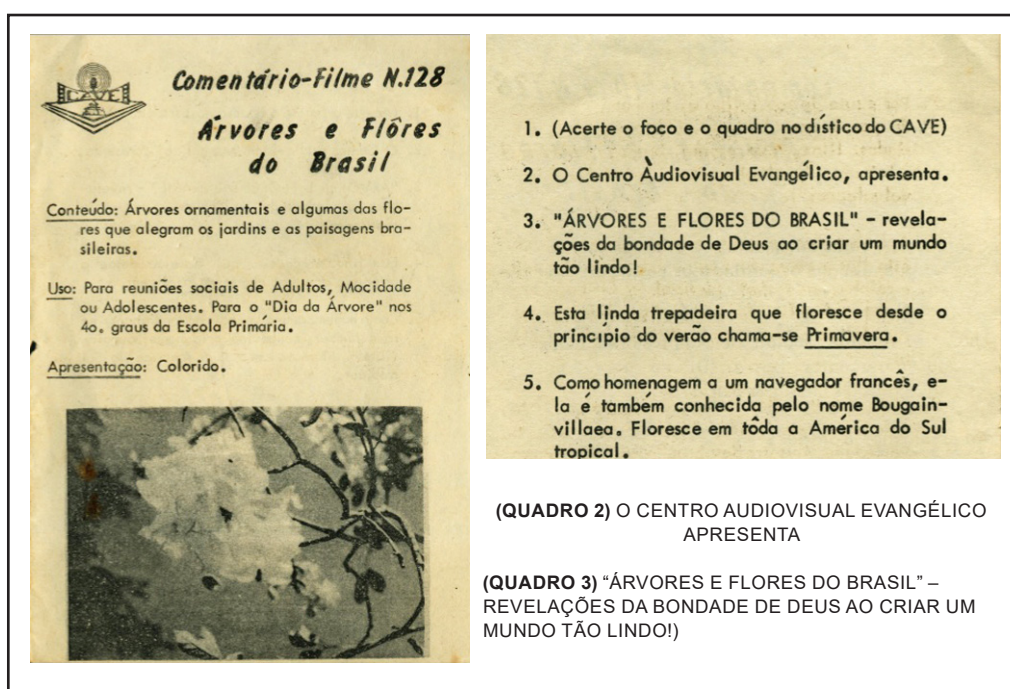 CAVE
Comentário-Filme N.128
Árvores e Flôres
do Brasil
Conteúdo: Árvores ornamentais e algumas das flo-
res que alegram os jardins e as paisagens bra-
sileiras.
Uso: Para reuniões sociais de Adultos, Mocidade
ou Adolescentes. Para o "Dia da Árvore" nos
4o. graus da Escola Primária.
Apresentação: Colorido.
1. (Acerte o foco e o quadro no dístico do CAVE)
2. O Centro Àudiovisual Evangélico, apresenta.
3. "ÁRVORES E FLORES DO BRASIL" - revela-
ções da bondade de Deus ao criar um mundo
tão lindo!
4. Esta linda trepadeira que floresce desde o
princípio do verão chama-se Primavera.
5. Como homenagem a um navegador francês, e-
la é também conhecida pelo nome Bougain-
villaea. Floresce em tôda a América do Sul
tropical.
(QUADRO 2) O CENTRO AUDIOVISUAL EVANGÉLICO
APRESENTA
(QUADRO 3) “ÁRVORES E FLORES DO BRASIL” –
REVELAÇÕES DA BONDADE DE DEUS AO CRIAR UM
MUNDO TÃO LINDO!)